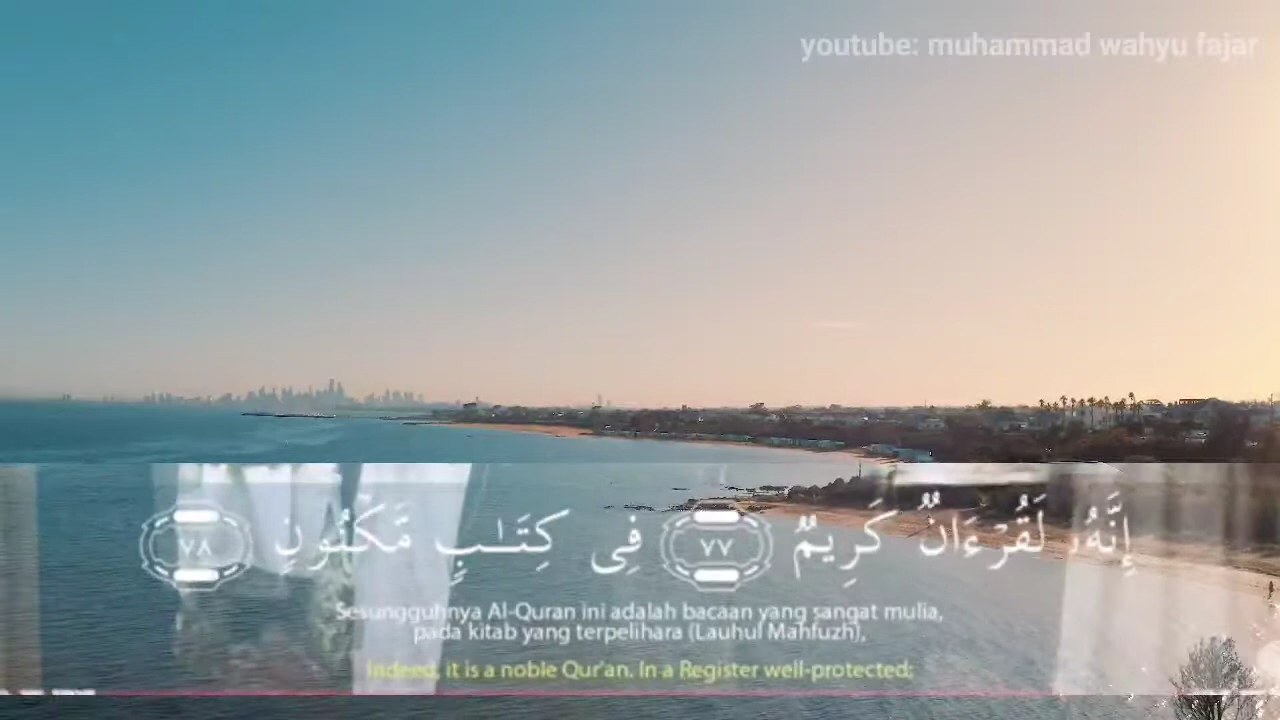 youtube: muhammad wahyu fajar
إِنَّهُۥ لَقُرْءَانٌ كَرِيمٌ ٧٧ فِى كِتَـٰبٍ مَّكْنُونٍ ٧٨
Sesungguhnya Al-Quran ini adalah bacaan yang sangat mulia,
pada kitab yang terpelihara (Lauhul Mahfuzh),
Indeed, it is a noble Qur'an. In a Register well-protected;